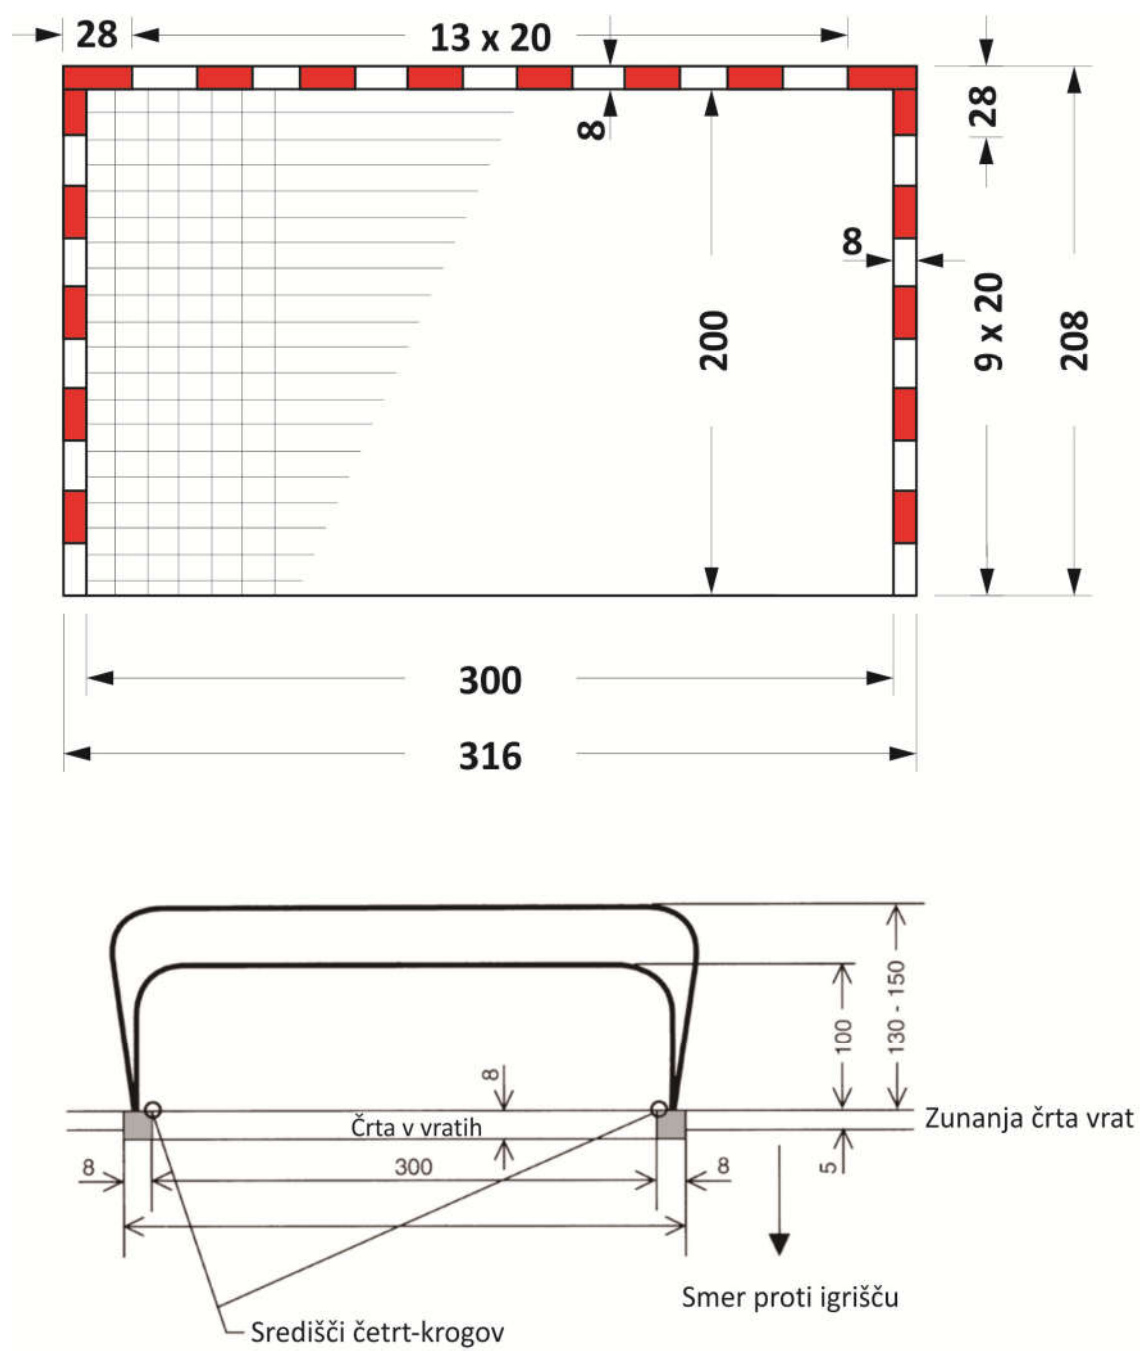 28
13 x 20
8
28
8
200
9 x 20
208
300
316
130 - 150
100
8
Črta v vratih
Zunanja črta vrat
8
300
8
5
Smer proti igrišču
Središči četrt-krogov